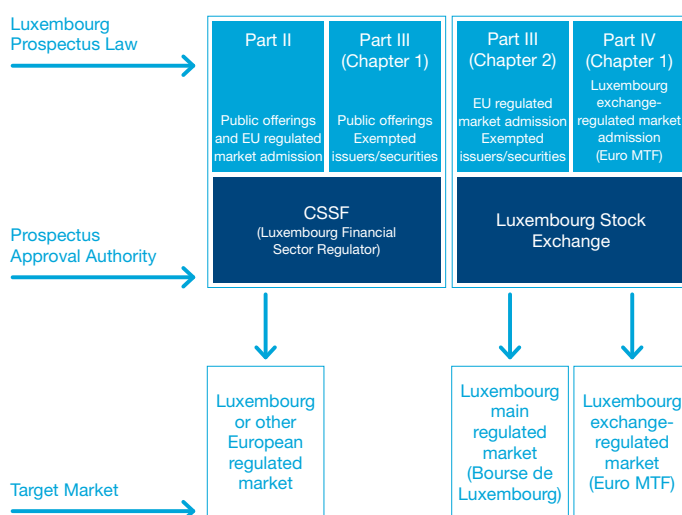 Luxembourg
Prospectus Law
Part II
Public offerings
and EU regulated
market admission
Part III
(Chapter 1)
Public offerings
Exempted
issuers/securities
Part III
(Chapter 2)
EU regulated
market admission
Exempted
issuers/securities
Part IV
(Chapter 1)
Luxembourg
exchange-
regulated market
admission
(Euro MTF)
Prospectus
Approval Authority
CSSF
(Luxembourg Financial
Sector Regulator)
Luxembourg Stock
Exchange
Target Market
Luxembourg
or other
European
regulated
market
Luxembourg
main
regulated
market
(Bourse de
Luxembourg)
Luxembourg
exchange-
regulated
market
(Euro MTF)